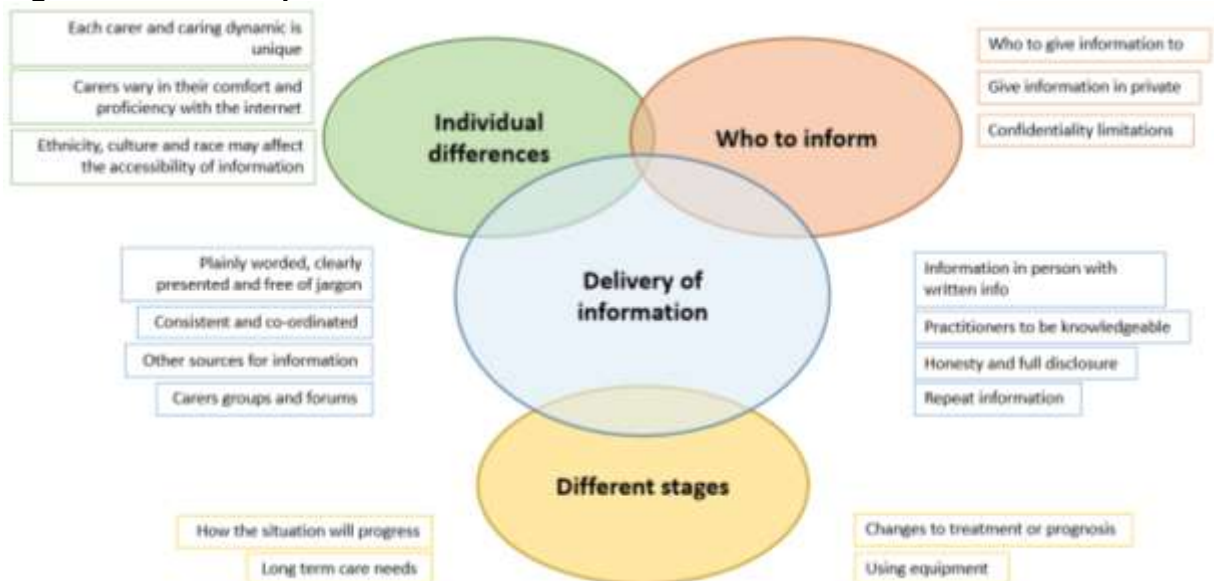 Each carer and caring dynamic is
unique
Carers vary in their comfort and
proficiency with the internet
Ethnicity, culture and race may affect
the accessibility of information
Individual
differences
Who to inform
Who to give information to
Give information in private
Confidentiality limitations
Plainly worded, clearly
presented and free of jargon
Consistent and co-ordinated
Other sources for information
Carers groups and forums
Delivery of
information
Information in person with
written info
Practitioners to be knowledgeable
Honesty and full disclosure
Repeat information
Different stages
How the situation will progress
Long term care needs
Changes to treatment or prognosis
Using equipment